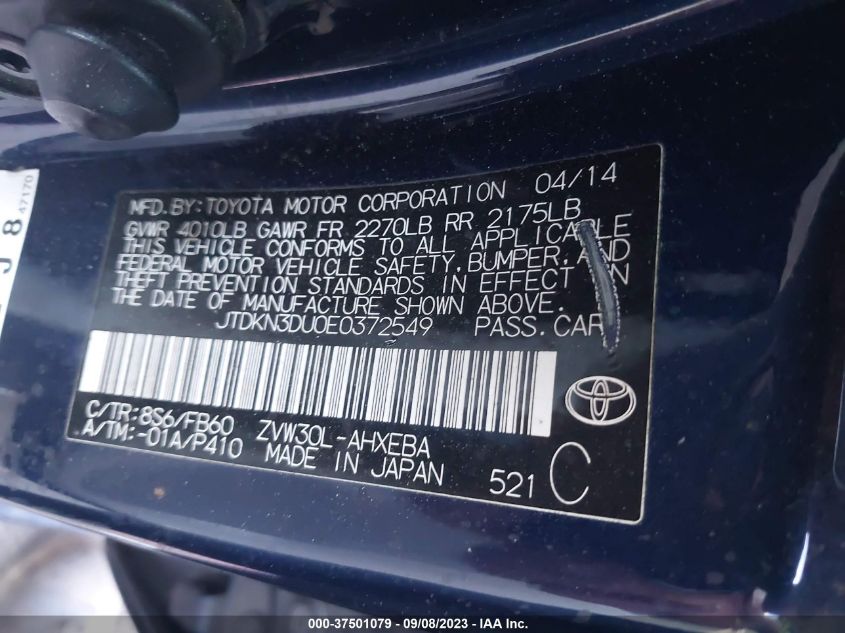 MFD.BY:TOYOTA MOTOR CORPORATION 04/14
GVWR 4010LB GAWR FR 2270LB RR 2175LB
THIS VEHICLE CONFORMS TO ALL APPLICABLE
FEDERAL MOTOR VEHICLE SAFETY,BUMPER, AND
THEFT PREVENTION STANDARDS IN EFFECT ON
THE DATE OF MANUFACTURE SHOWN ABOVE.
JTDKN3DU0E0372549 PASS.CAR
C/TR:8S6/FB60 ZVW30L-AHXEBA
A/TM:-01A/P410 MADE IN JAPAN 521 C
J8
47170
000-37501079 - 09/08/2023 - IAA Inc.